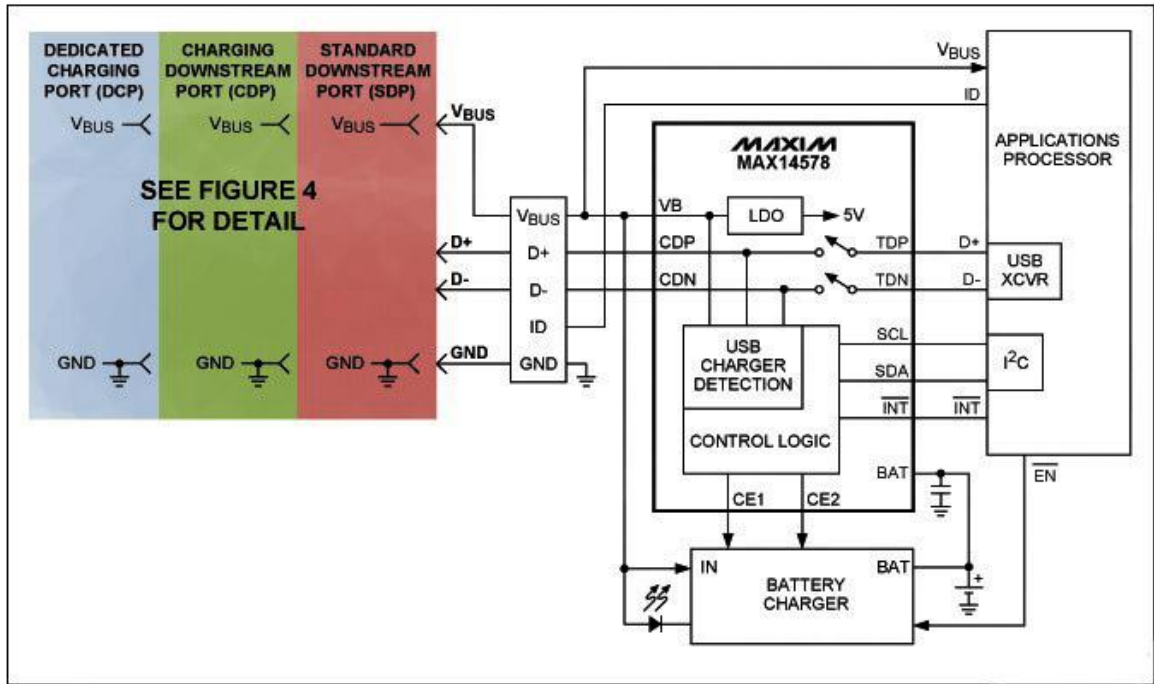 DEDICATED
CHARGING
PORT (DCP)
CHARGING
DOWNSTREAM
PORT (CDP)
STANDARD
DOWNSTREAM
PORT (SDP)
VBUS
VBUS
VBUS
VBUS
SEE FIGURE 4
FOR DETAIL
D+
D-
GND
GND
GND
GND
VBUS
D+
D-
ID
GND
VBUS
ID
MAXIM
MAX14578
VB
LDO
5V
CDP
CDN
TDP
TDN
D+
D-
USB
XCVR
APPLICATIONS
PROCESSOR
USB
CHARGER
DETECTION
CONTROL LOGIC
SCL
SDA
INT
INT
I2C
BAT
EN
CE1
CE2
IN
BAT
BATTERY
CHARGER
+